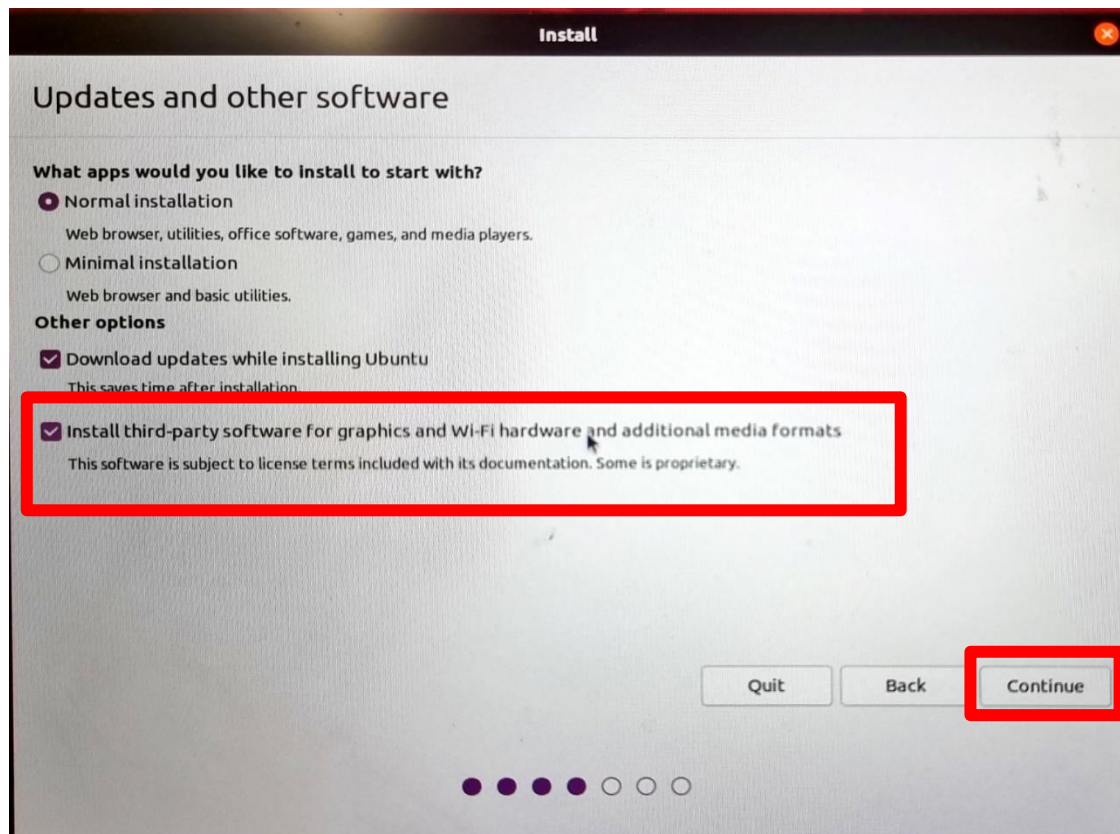 Install
Updates and other software
What apps would you like to install to start with?
Normal installation
Web browser, utilities, office software, games, and media players.
Minimal installation
Web browser and basic utilities.
Other options
Download updates while installing Ubuntu
This saves time after installation.
Install third-party software for graphics and Wi-Fi hardware and additional media formats
This software is subject to license terms included with its documentation. Some is proprietary.
Quit Back Continue